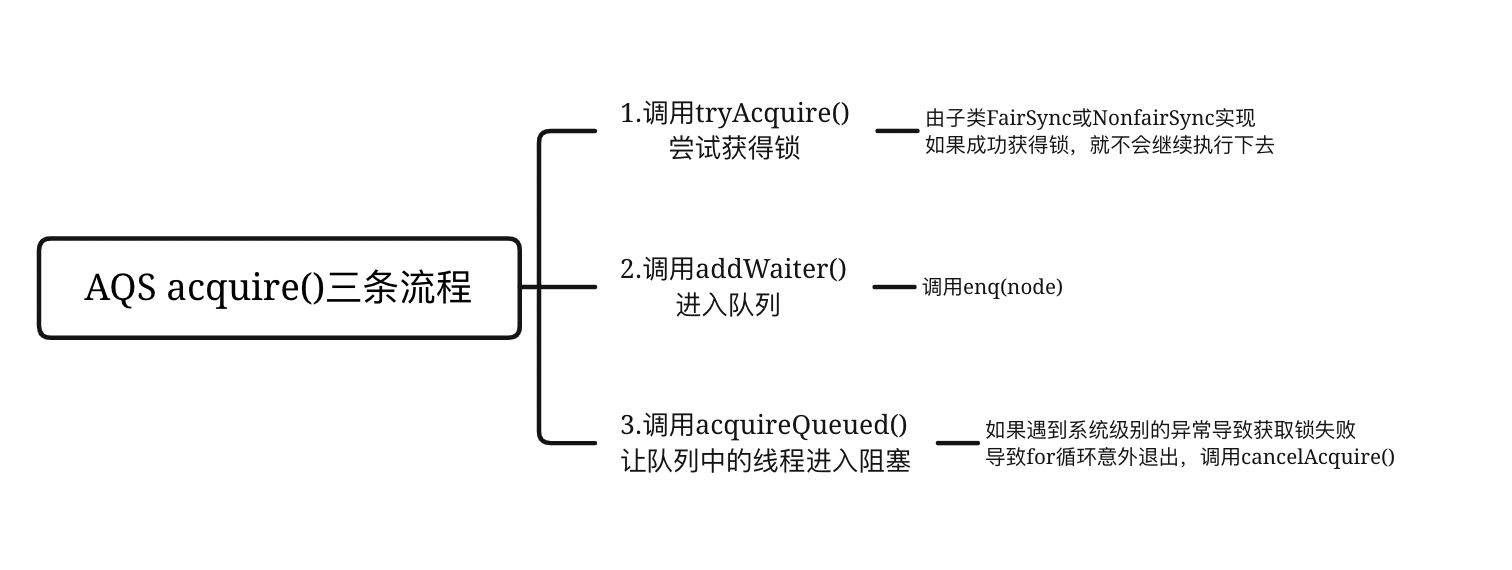 AQS acquire()三条流程
1.调用tryAcquire()
尝试获得锁
由子类FairSync或NonfairSync实现
如果成功获得锁，就不会继续执行下去
2.调用addWaiter()
进入队列
调用enq(node)
3.调用acquireQueued()
让队列中的线程进入阻塞
如果遇到系统级别的异常导致获取锁失败
导致for循环意外退出，调用cancelAcquire()